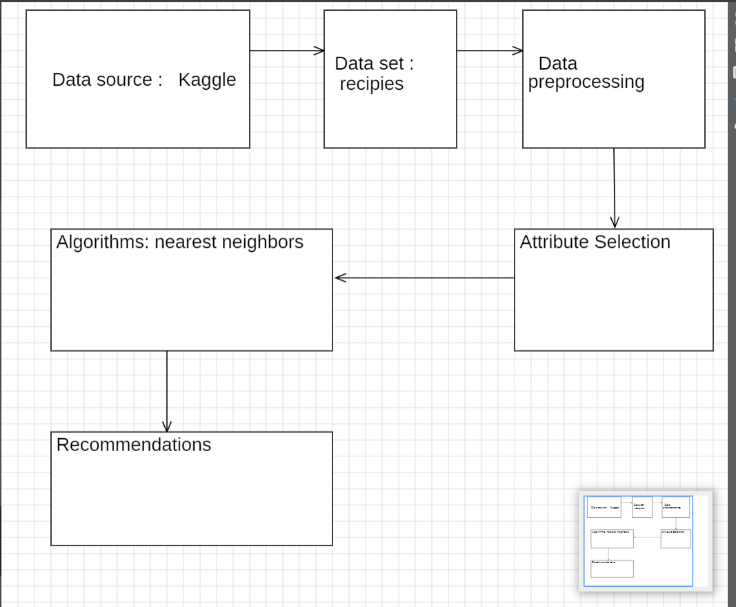 Data source :   Kaggle
Data set :
recipies
Data
preprocessing
Attribute Selection
Algorithms: nearest neighbors
Recommendations